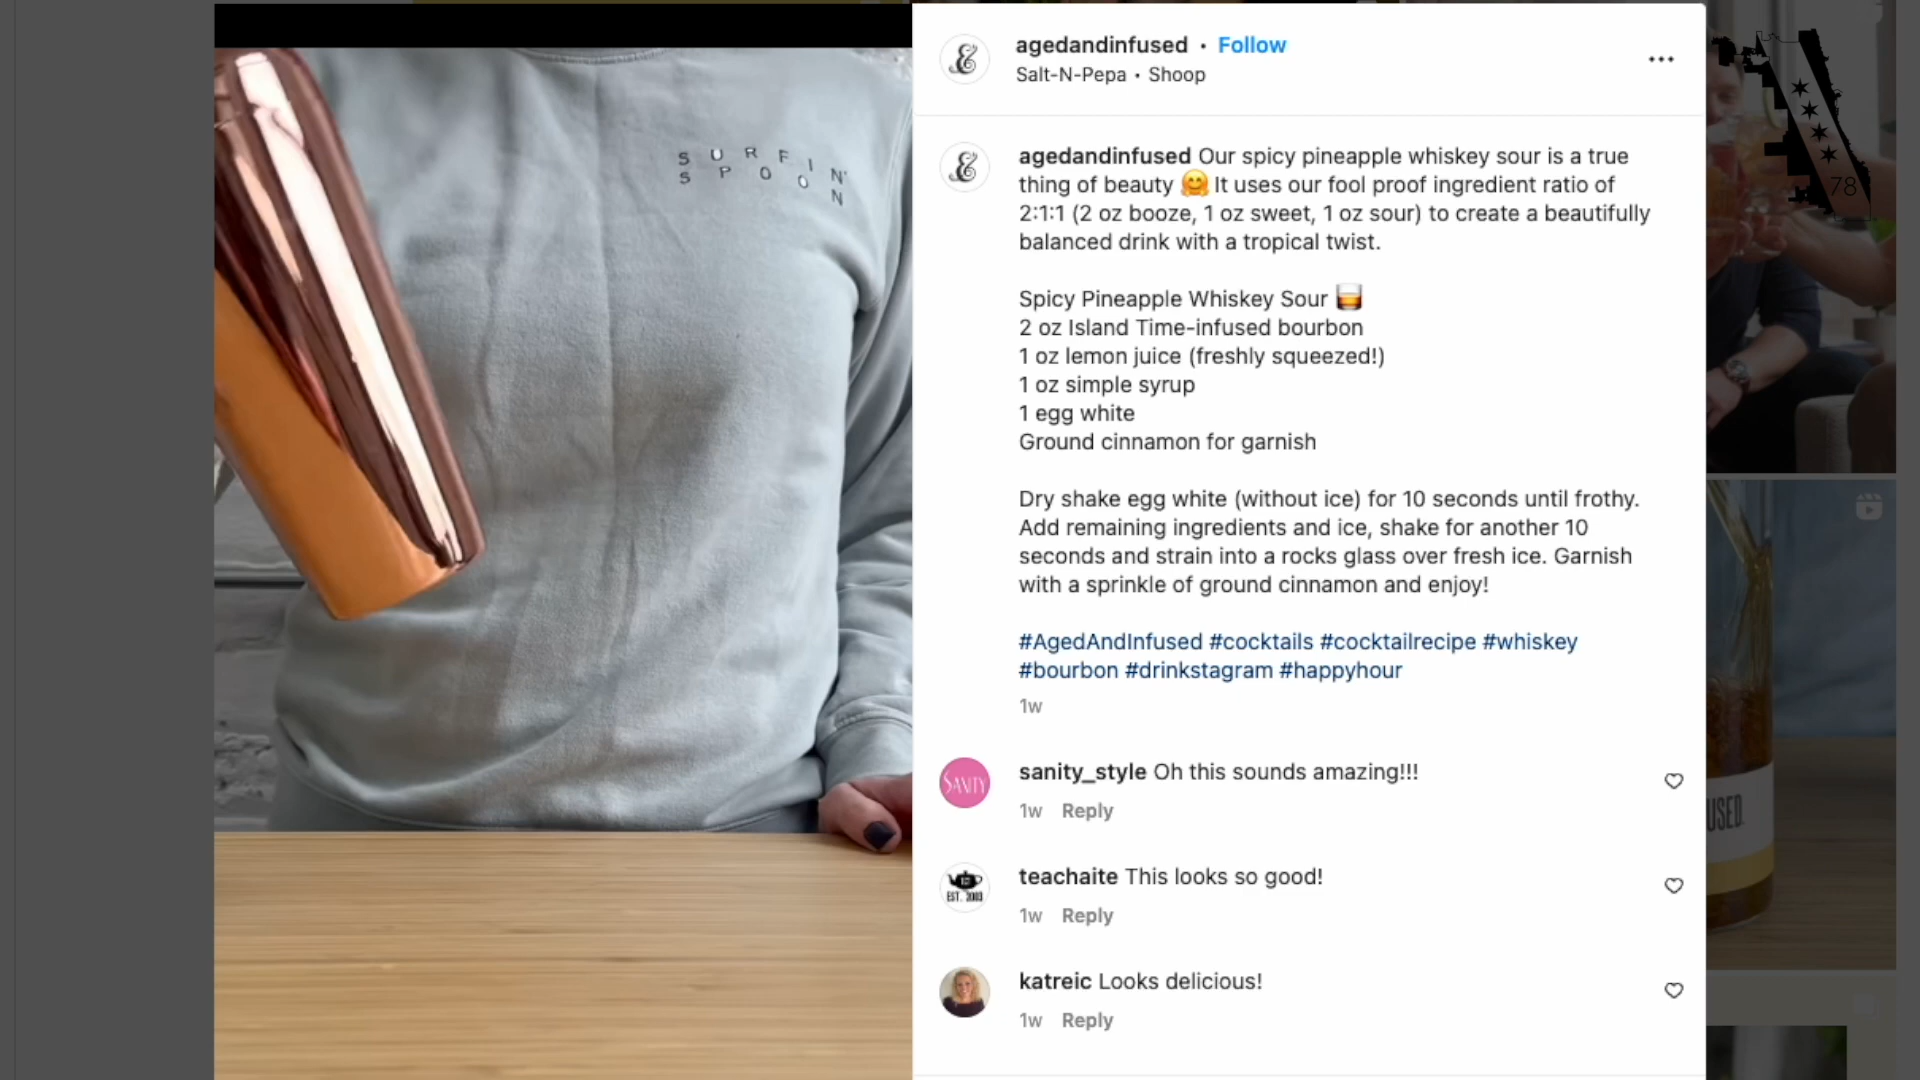 SURFIN'
SPOON
agedandinfused • Follow
Salt-N-Pepa • Shoop
agedandinfused Our spicy pineapple whiskey sour is a true
thing of beauty 🤗 It uses our fool proof ingredient ratio of
2:1:1 (2 oz booze, 1 oz sweet, 1 oz sour) to create a beautifully
balanced drink with a tropical twist.
Spicy Pineapple Whiskey Sour 🥃
2 oz Island Time-infused bourbon
1 oz lemon juice (freshly squeezed!)
1 oz simple syrup
1 egg white
Ground cinnamon for garnish
Dry shake egg white (without ice) for 10 seconds until frothy.
Add remaining ingredients and ice, shake for another 10
seconds and strain into a rocks glass over fresh ice. Garnish
with a sprinkle of ground cinnamon and enjoy!
#AgedAndInfused #cocktails #cocktailrecipe #whiskey
#bourbon #drinkstagram #happyhour
1w
SANITY
sanity_style Oh this sounds amazing!!!
1w Reply
EST. 2003
teachaite This looks so good!
1w Reply
katreic Looks delicious!
1w Reply
78
USED.